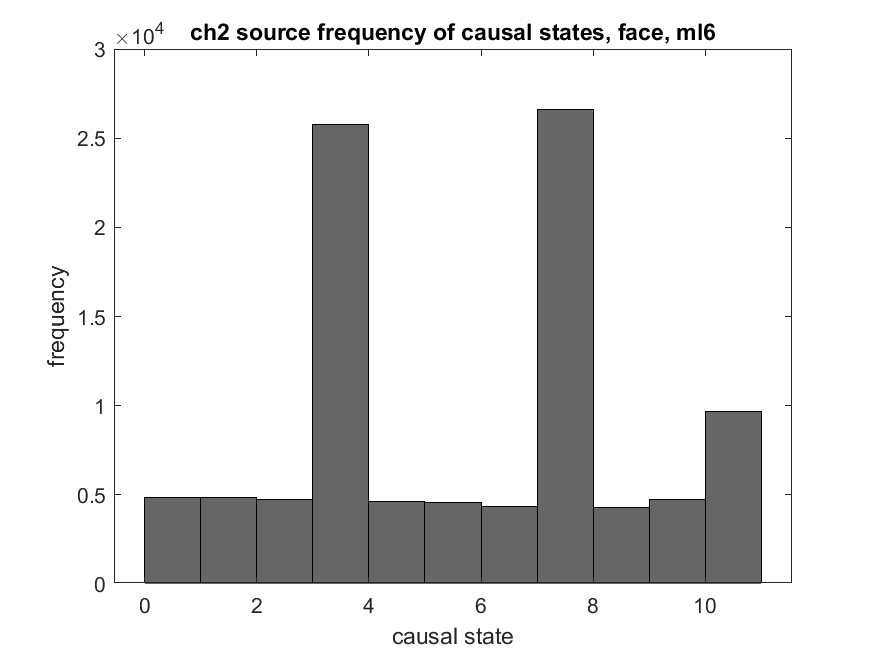 ×10⁴
ch2 source frequency of causal states, face, ml6
3
2.5
2
1.5
1
0.5
0
frequency
0 2 4 6 8 10
causal state